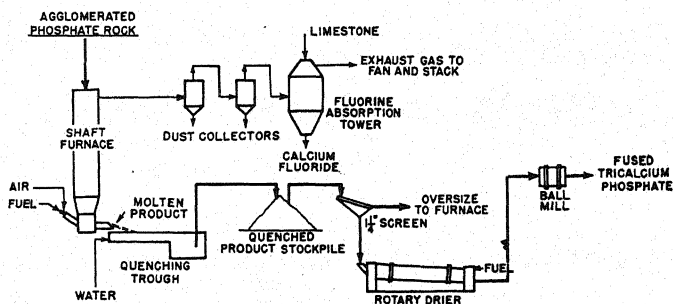 AGGLOMERATED
PHOSPHATE ROCK
LIMESTONE
EXHAUST GAS TO
FAN AND STACK
SHAFT
FURNACE
DUST COLLECTORS
FLUORINE
ABSORPTION
TOWER
CALCIUM
FLUORIDE
AIR
FUEL
MOLTEN
PRODUCT
QUENCHING
TROUGH
WATER
QUENCHED
PRODUCT STOCKPILE
OVERSIZE
TO FURNACE
SCREEN
FUEL
ROTARY DRIER
BALL
MILL
FUSED
TRICALCIUM
PHOSPHATE